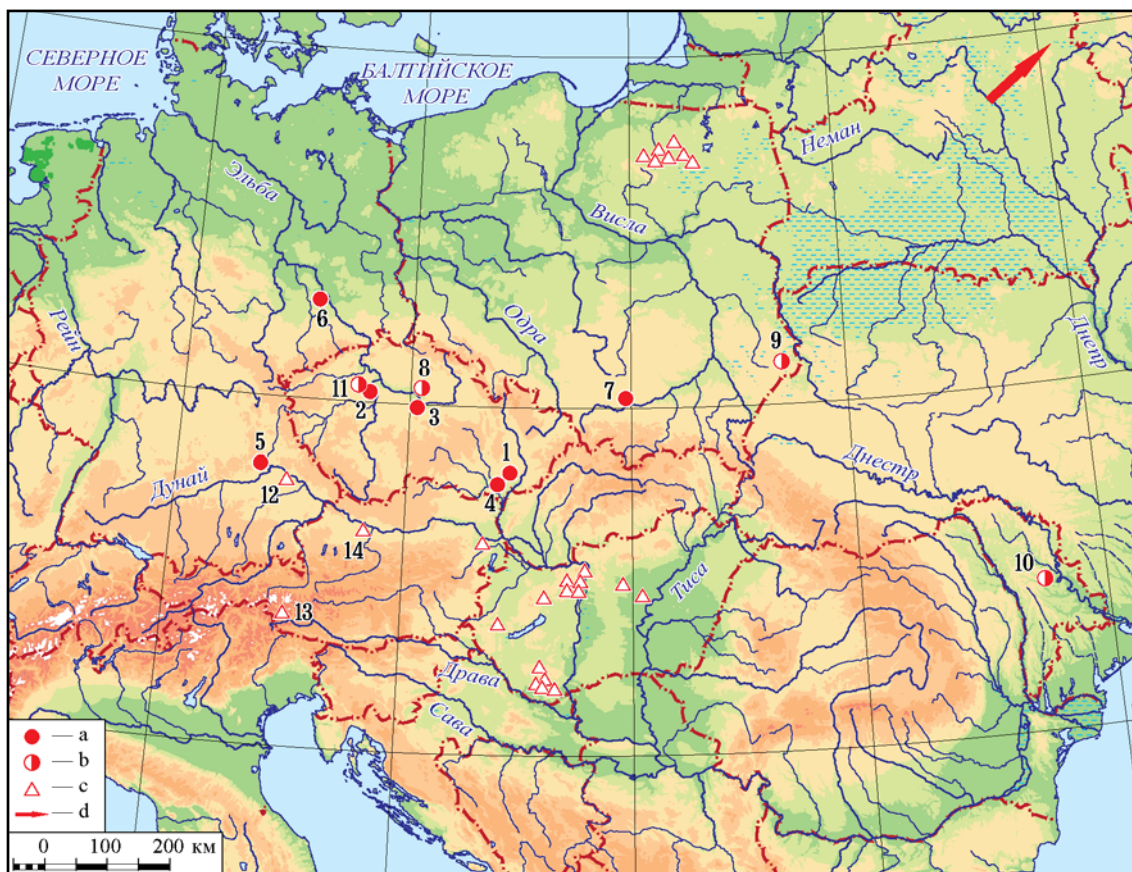 СЕВЕРНОЕ
МОРЕ
БАЛТИЙСКОЕ
МОРЕ
Неман
Эльба
Висла
Рейн
Одра
Днепр
6
9
8
11
7
2
3
1
5
Днестр
Дунай
4
12
14
10
Тиса
13
Драва
Сава
— a
— b
— c
— d
0 100 200 км